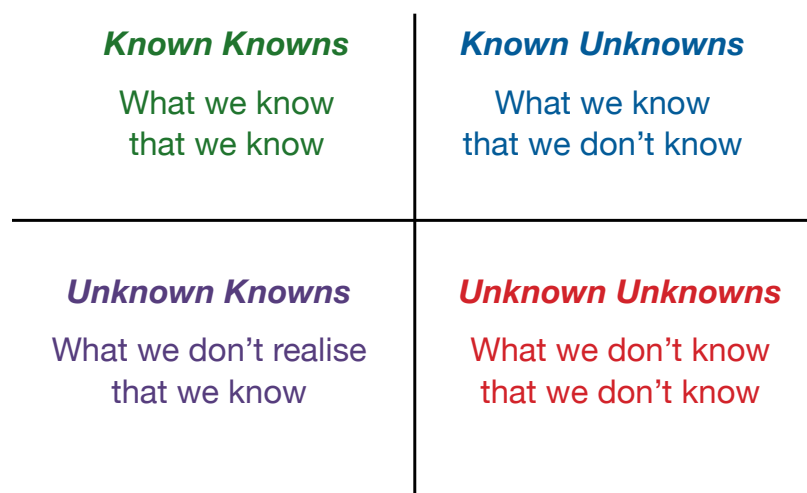 Known Knowns
What we know
that we know
Known Unknowns
What we know
that we don't know
Unknown Knowns
What we don't realise
that we know
Unknown Unknowns
What we don’t know
that we don’t know